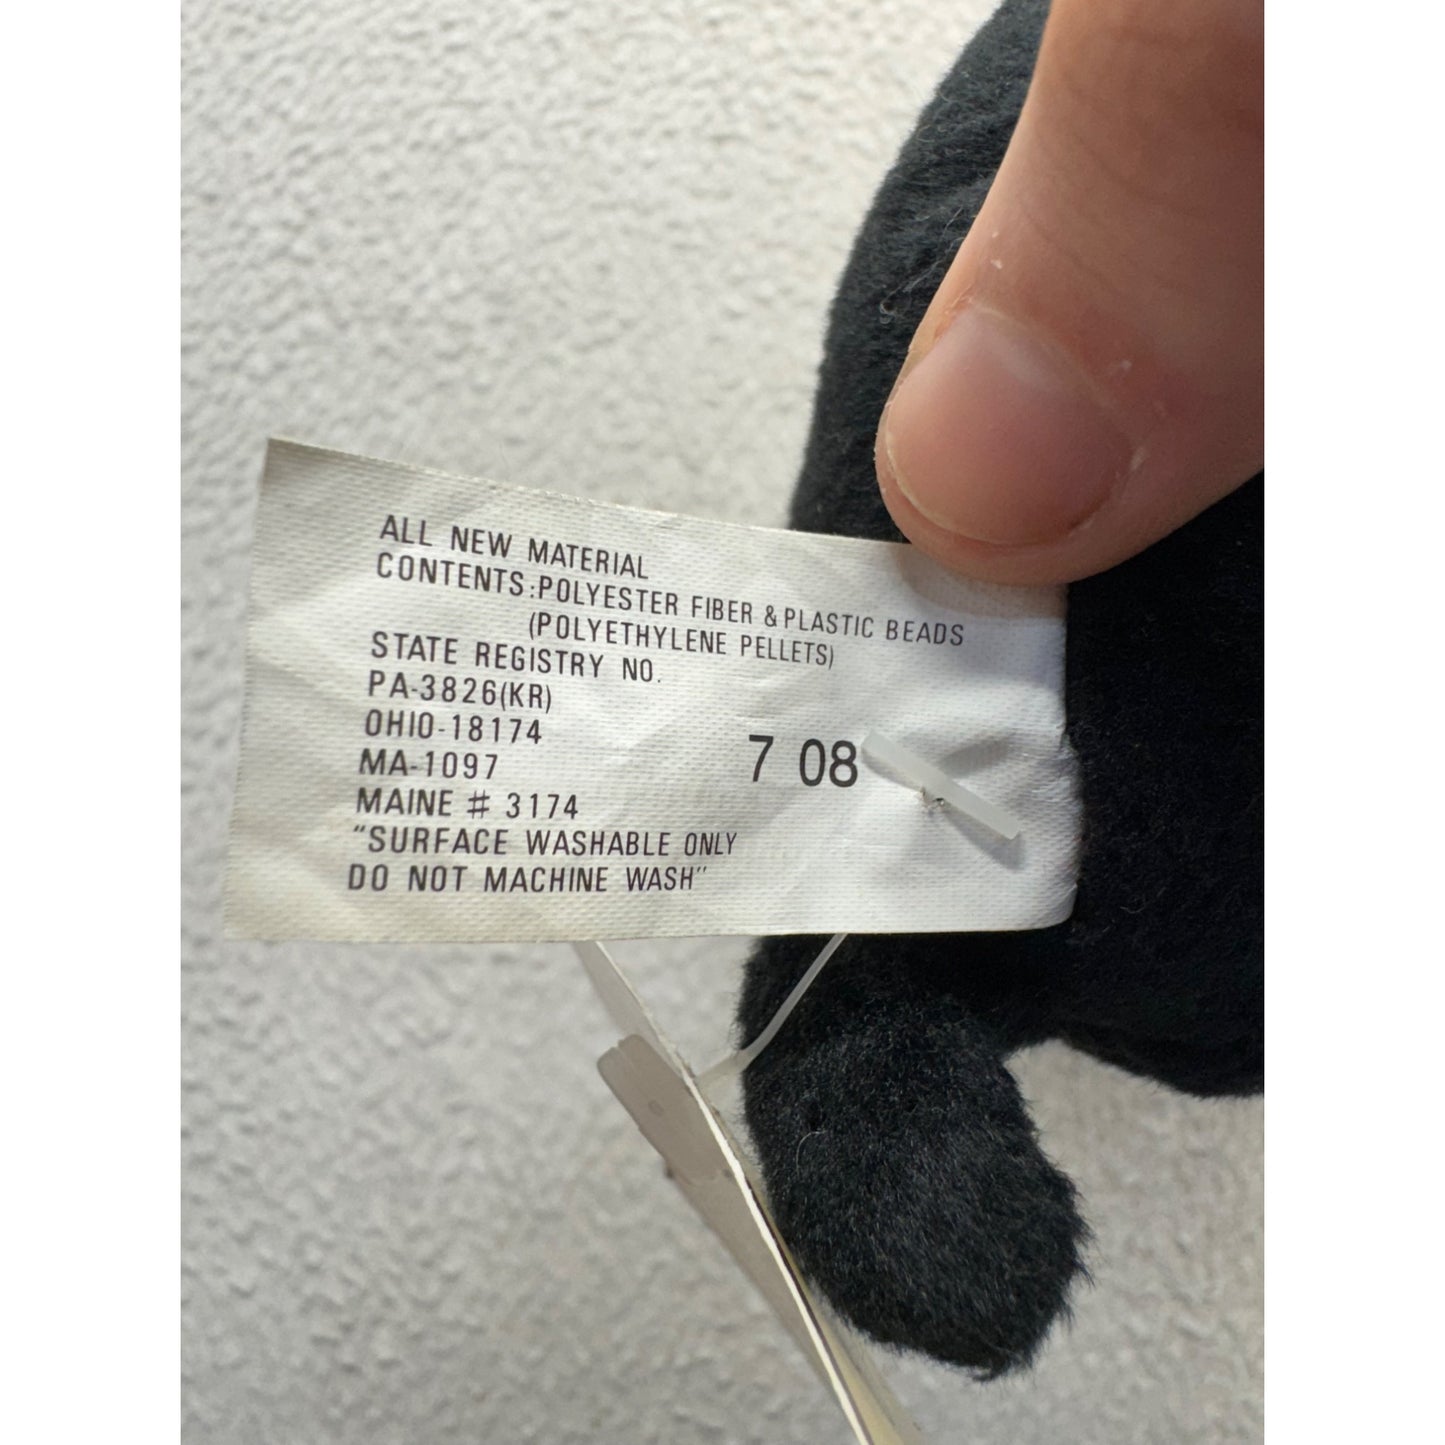 ALL NEW MATERIAL
CONTENTS:POLYESTER FIBER & PLASTIC BEADS
(POLYETHYLENE PELLETS)
STATE REGISTRY NO.
PA-3826(KR)
OHIO-18174
MA-1097
7 08
MAINE # 3174
"SURFACE WASHABLE ONLY
DO NOT MACHINE WASH"